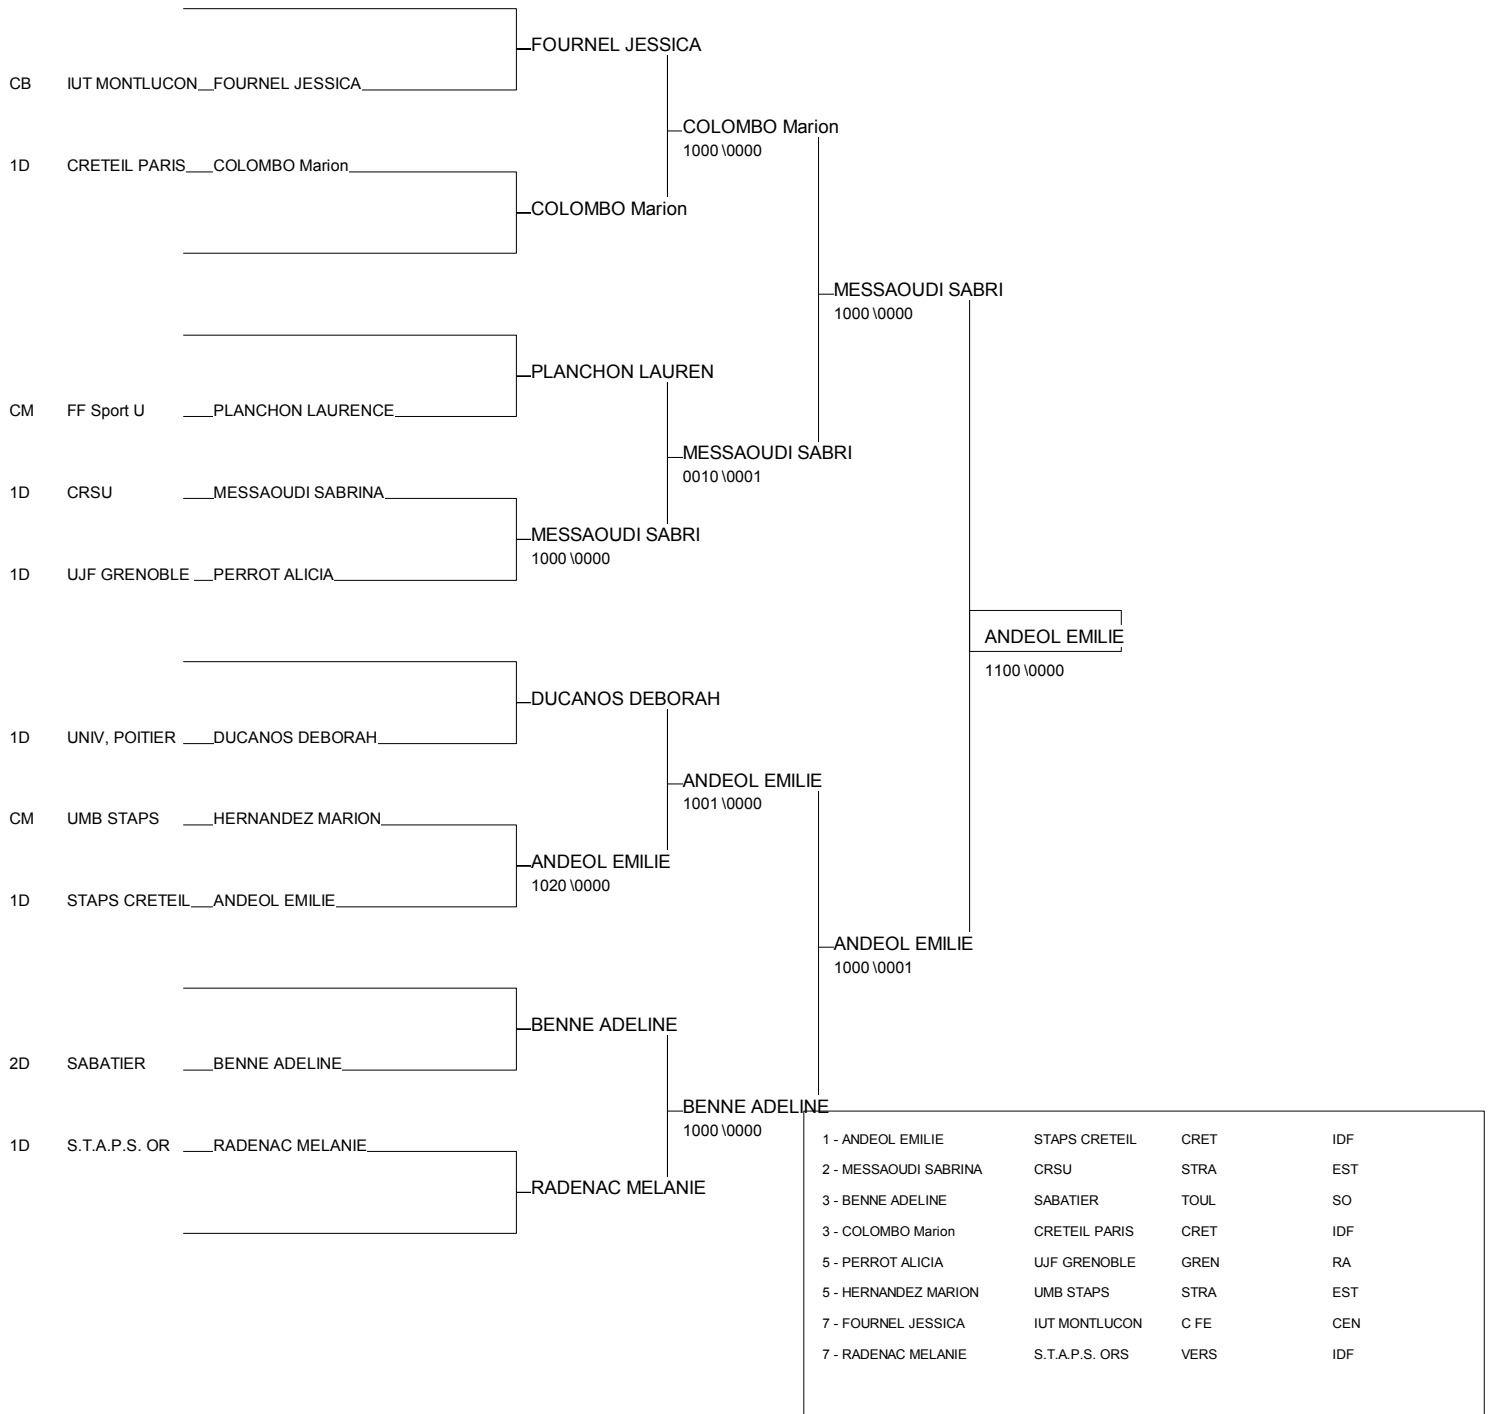 FOURNEL JESSICA
CB IUT MONTLUCON FOURNEL JESSICA
COLOMBO Marion
1000 \0000
1D CRETEIL PARIS COLOMBO Marion
COLOMBO Marion
MESSAOUDI SABRI
1000 \0000
PLANCHON LAUREN
CM FF Sport U PLANCHON LAURENCE
MESSAOUDI SABRI
0010 \0001
1D CRSU MESSAOUDI SABRINA
MESSAOUDI SABRI
1000 \0000
1D UJF GRENOBLE PERROT ALICIA
ANDEOL EMILIE
1100 \0000
DUCANOS DEBORAH
1D UNIV, POITIER DUCANOS DEBORAH
ANDEOL EMILIE
1001 \0000
CM UMB STAPS HERNANDEZ MARION
ANDEOL EMILIE
1020 \0000
1D STAPS CRETEIL ANDEOL EMILIE
ANDEOL EMILIE
1000 \0001
BENNE ADELINE
2D SABATIER BENNE ADELINE
BENNE ADELINE
1000 \0000
1D S.T.A.P.S. OR RADENAC MELANIE
RADENAC MELANIE
1 - ANDEOL EMILIE STAPS CRETEIL CRET IDF
2 - MESSAOUDI SABRINA CRSU STRA EST
3 - BENNE ADELINE SABATIER TOUL SO
3 - COLOMBO Marion CRETEIL PARIS CRET IDF
5 - PERROT ALICIA UJF GRENOBLE GREN RA
5 - HERNANDEZ MARION UMB STAPS STRA EST
7 - FOURNEL JESSICA IUT MONTLUCON C FE CEN
7 - RADENAC MELANIE S.T.A.P.S. ORS VERS IDF